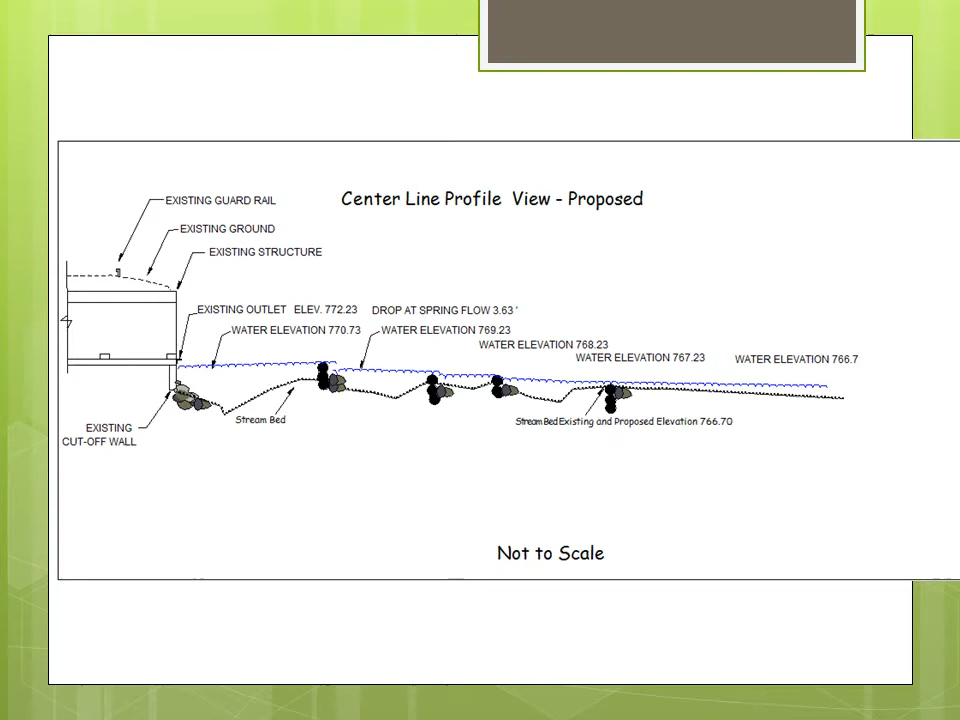 Center Line Profile View - Proposed
EXISTING GUARD RAIL
EXISTING GROUND
EXISTING STRUCTURE
EXISTING OUTLET ELEV. 772.23
DROP AT SPRING FLOW 3.63 '
WATER ELEVATION 770.73
WATER ELEVATION 769.23
WATER ELEVATION 768.23
WATER ELEVATION 767.23
WATER ELEVATION 766.7
Stream Bed
Stream Bed Existing and Proposed Elevation 766.70
EXISTING
CUT-OFF WALL
Not to Scale